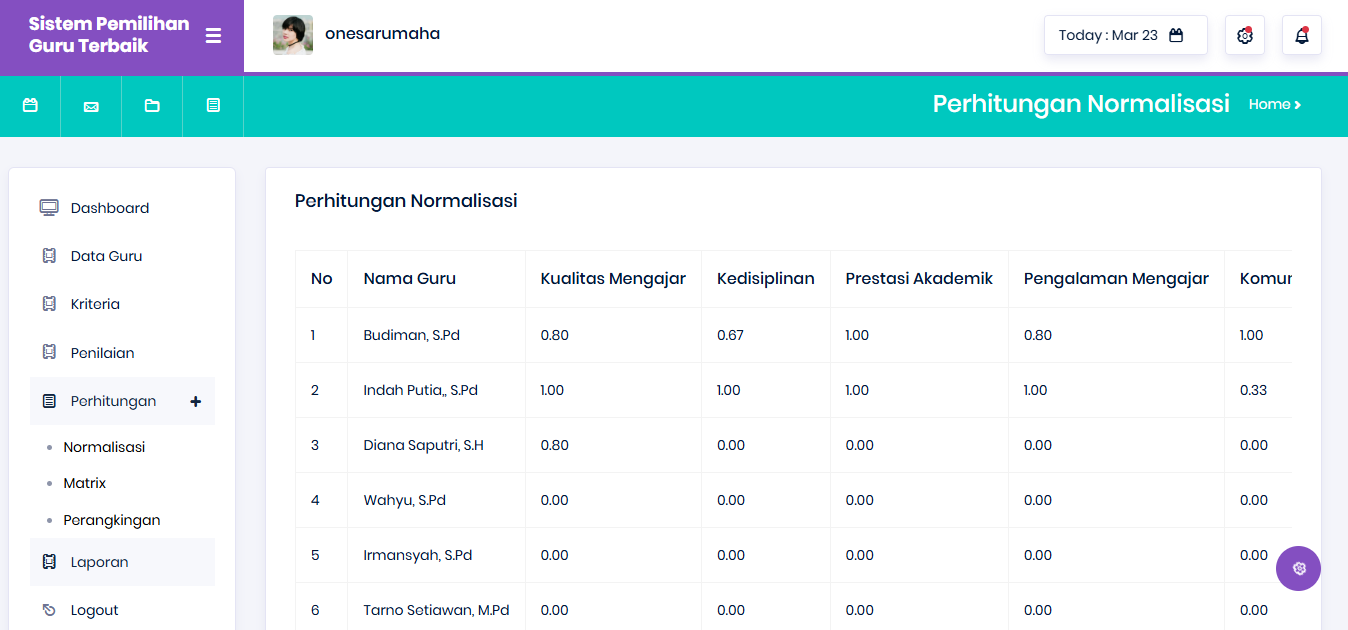 Sistem Pemilihan
Guru Terbaik
onesarumaha
Today : Mar 23
Perhitungan Normalisasi
Home
Dashboard
Data Guru
Kriteria
Penilaian
Perhitungan
Normalisasi
Matrix
Perangkingan
Laporan
Logout
Perhitungan Normalisasi
No Nama Guru Kualitas Mengajar Kedisiplinan Prestasi Akademik Pengalaman Mengajar
1 Budiman, S.Pd 0.80 0.67 1.00 0.80 1.00
2 Indah Putia,, S.Pd 1.00 1.00 1.00 1.00 0.33
3 Diana Saputri, S.H 0.80 0.00 0.00 0.00 0.00
4 Wahyu, S.Pd 0.00 0.00 0.00 0.00 0.00
5 Irmansyah, S.Pd 0.00 0.00 0.00 0.00 0.00
6 Tarno Setiawan, M.Pd 0.00 0.00 0.00 0.00 0.00